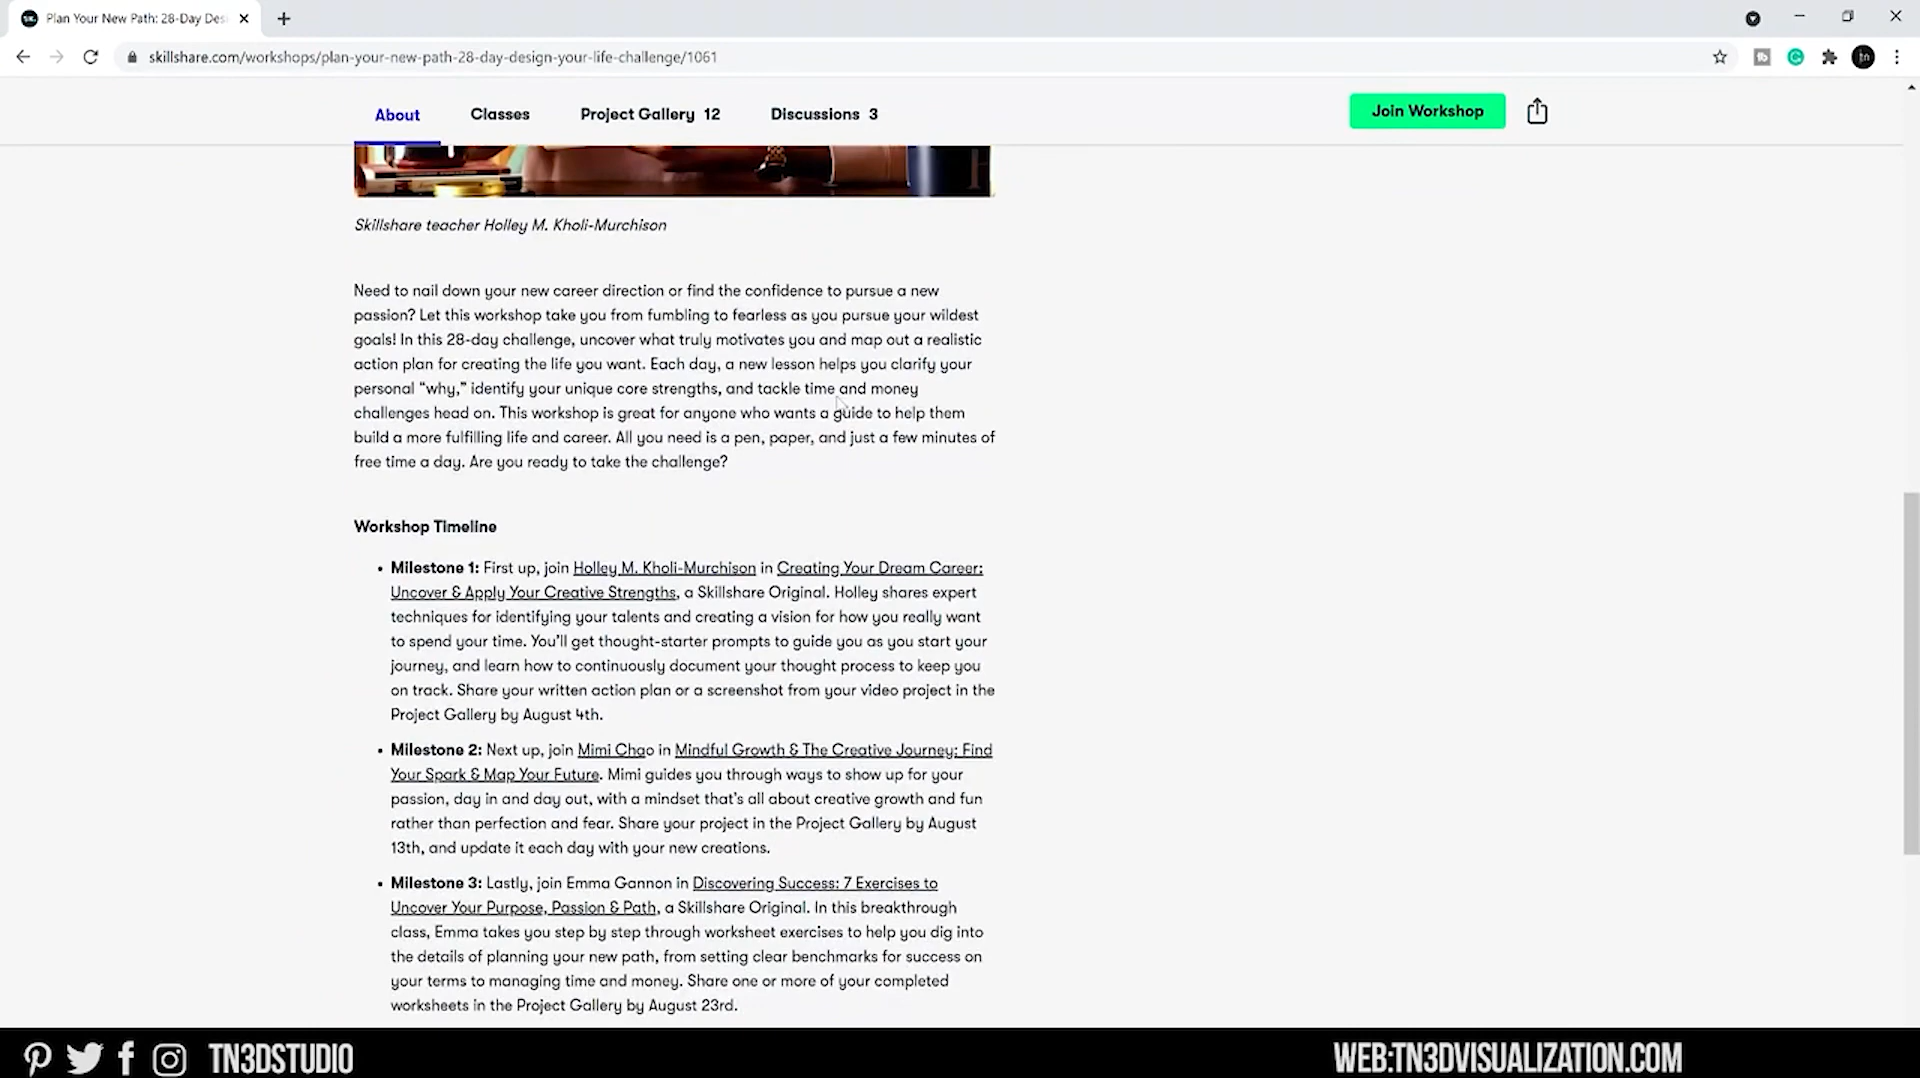 Plan Your New Path: 28-Day Des
skillshare.com/workshops/plan-your-new-path-28-day-design-your-life-challenge/1061
About Classes Project Gallery 12 Discussions 3 Join Workshop
Skillshare teacher Holley M. Kholi-Murchison
Need to nail down your new career direction or find the confidence to pursue a new
passion? Let this workshop take you from fumbling to fearless as you pursue your wildest
goals! In this 28-day challenge, uncover what truly motivates you and map out a realistic
action plan for creating the life you want. Each day, a new lesson helps you clarify your
personal “why,” identify your unique core strengths, and tackle time and money
challenges head on. This workshop is great for anyone who wants a guide to help them
build a more fulfilling life and career. All you need is a pen, paper, and just a few minutes of
free time a day. Are you ready to take the challenge?
Workshop Timeline
• Milestone 1: First up, join Holley M. Kholi-Murchison in Creating Your Dream Career:
Uncover & Apply Your Creative Strengths, a Skillshare Original. Holley shares expert
techniques for identifying your talents and creating a vision for how you really want
to spend your time. You’ll get thought-starter prompts to guide you as you start your
journey, and learn how to continuously document your thought process to keep you
on track. Share your written action plan or a screenshot from your video project in the
Project Gallery by August 4th.
• Milestone 2: Next up, join Mimi Chao in Mindful Growth & The Creative Journey: Find
Your Spark & Map Your Future. Mimi guides you through ways to show up for your
passion, day in and day out, with a mindset that’s all about creative growth and fun
rather than perfection and fear. Share your project in the Project Gallery by August
13th, and update it each day with your new creations.
• Milestone 3: Lastly, join Emma Gannon in Discovering Success: 7 Exercises to
Uncover Your Purpose, Passion & Path, a Skillshare Original. In this breakthrough
class, Emma takes you step by step through worksheet exercises to help you dig into
the details of planning your new path, from setting clear benchmarks for success on
your terms to managing time and money. Share one or more of your completed
worksheets in the Project Gallery by August 23rd.
TN3DSTUDIO WEB:TN3DVISUALIZATION.COM